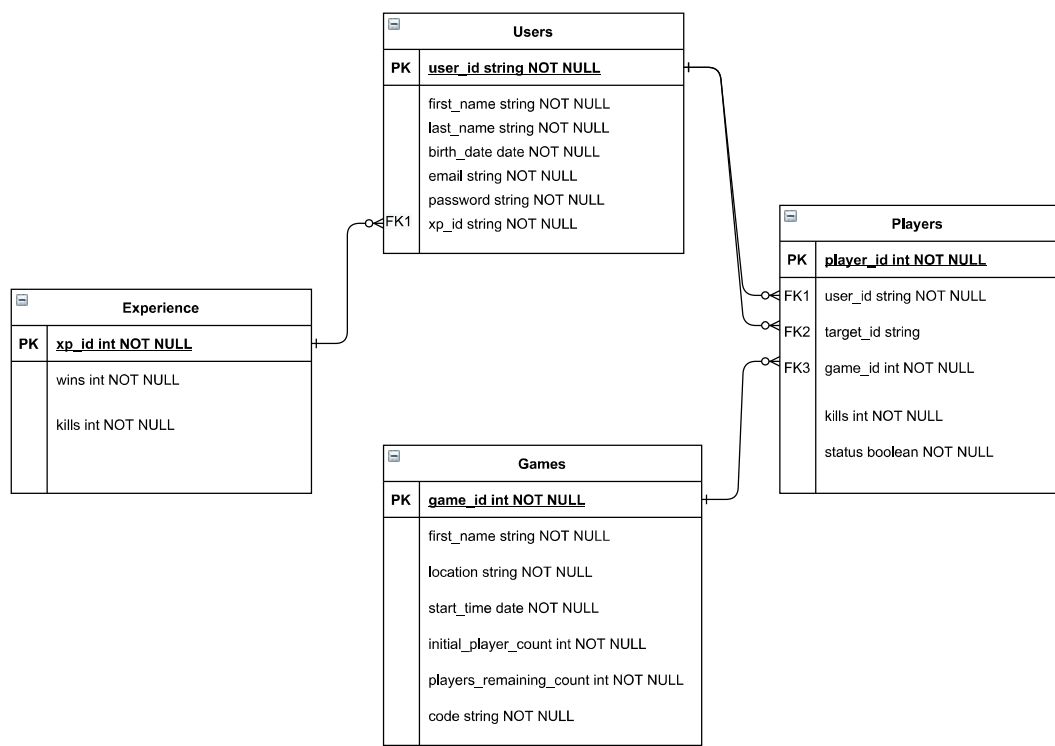 Users
PK user_id string NOT NULL
first_name string NOT NULL
last_name string NOT NULL
birth_date date NOT NULL
email string NOT NULL
password string NOT NULL
FK1 xp_id string NOT NULL
Players
PK player_id int NOT NULL
FK1 user_id string NOT NULL
FK2 target_id string
FK3 game_id int NOT NULL
kills int NOT NULL
status boolean NOT NULL
Experience
PK xp_id int NOT NULL
wins int NOT NULL
kills int NOT NULL
Games
PK game_id int NOT NULL
first_name string NOT NULL
location string NOT NULL
start_time date NOT NULL
initial_player_count int NOT NULL
players_remaining_count int NOT NULL
code string NOT NULL